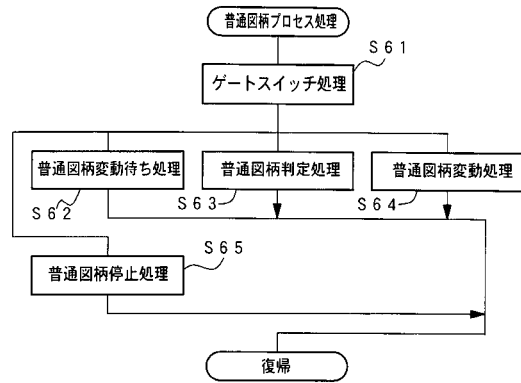 普通図柄プロセス処理
S61
ゲートスイッチ処理
普通図柄変動待ち処理
普通図柄判定処理
普通図柄変動処理
S62
S63
S64
S65
普通図柄停止処理
復帰